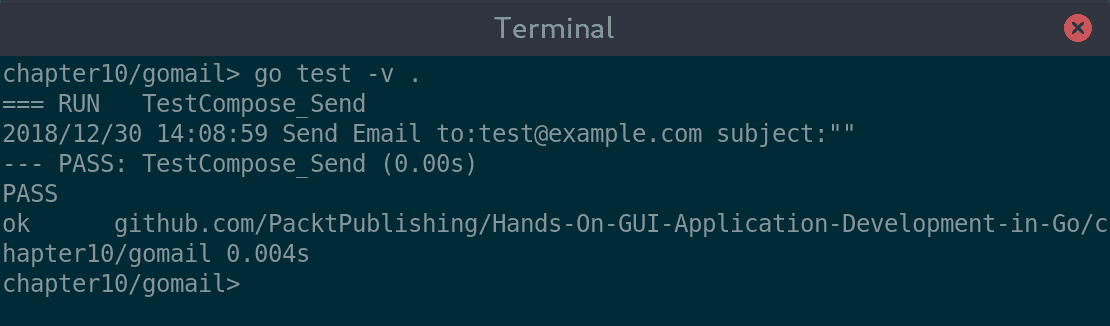 Terminal
chapter10/gomail> go test -v .
=== RUN   TestCompose_Send
2018/12/30 14:08:59 Send Email to:test@example.com subject:""
--- PASS: TestCompose_Send (0.00s)
PASS
ok      github.com/PacktPublishing/Hands-On-GUI-Application-Development-in-Go/c
hapter10/gomail 0.004s
chapter10/gomail>